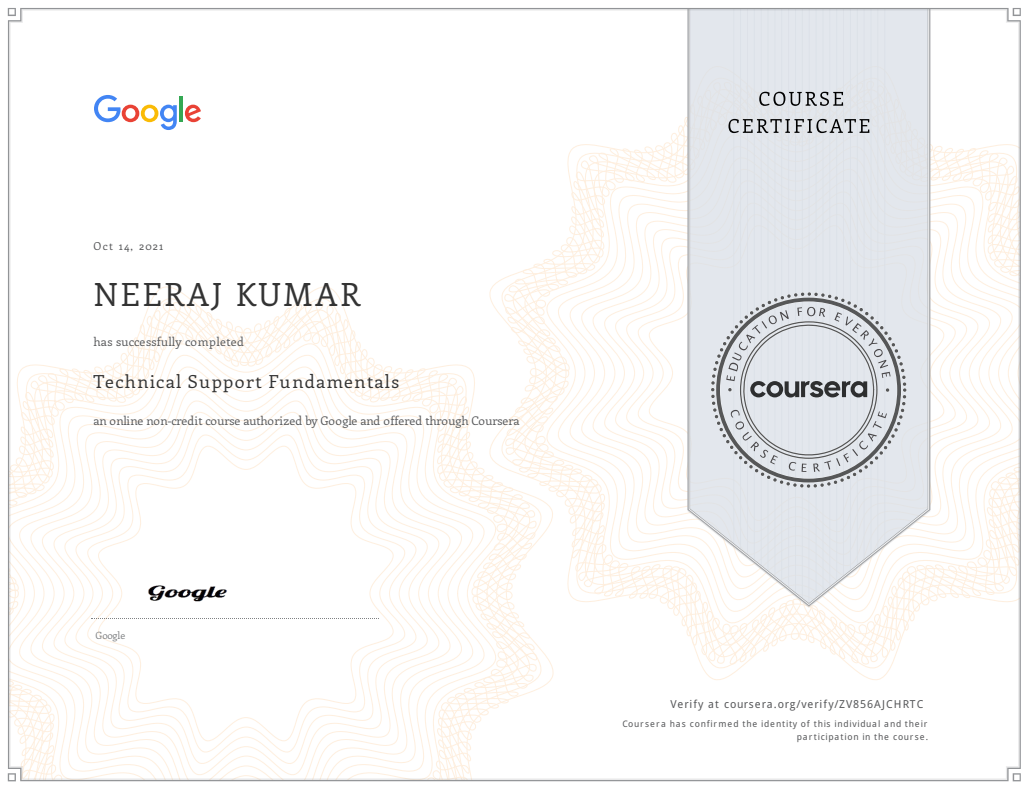 Google
COURSE
CERTIFICATE
Oct 14, 2021
NEERAJ KUMAR
has successfully completed
Technical Support Fundamentals
an online non-credit course authorized by Google and offered through Coursera
EDUCATION FOR EVERYONE
coursera
COURSE CERTIFICATE
Google
Google
Verify at coursera.org/verify/ZV856AJCHRTC
Coursera has confirmed the identity of this individual and their
participation in the course.